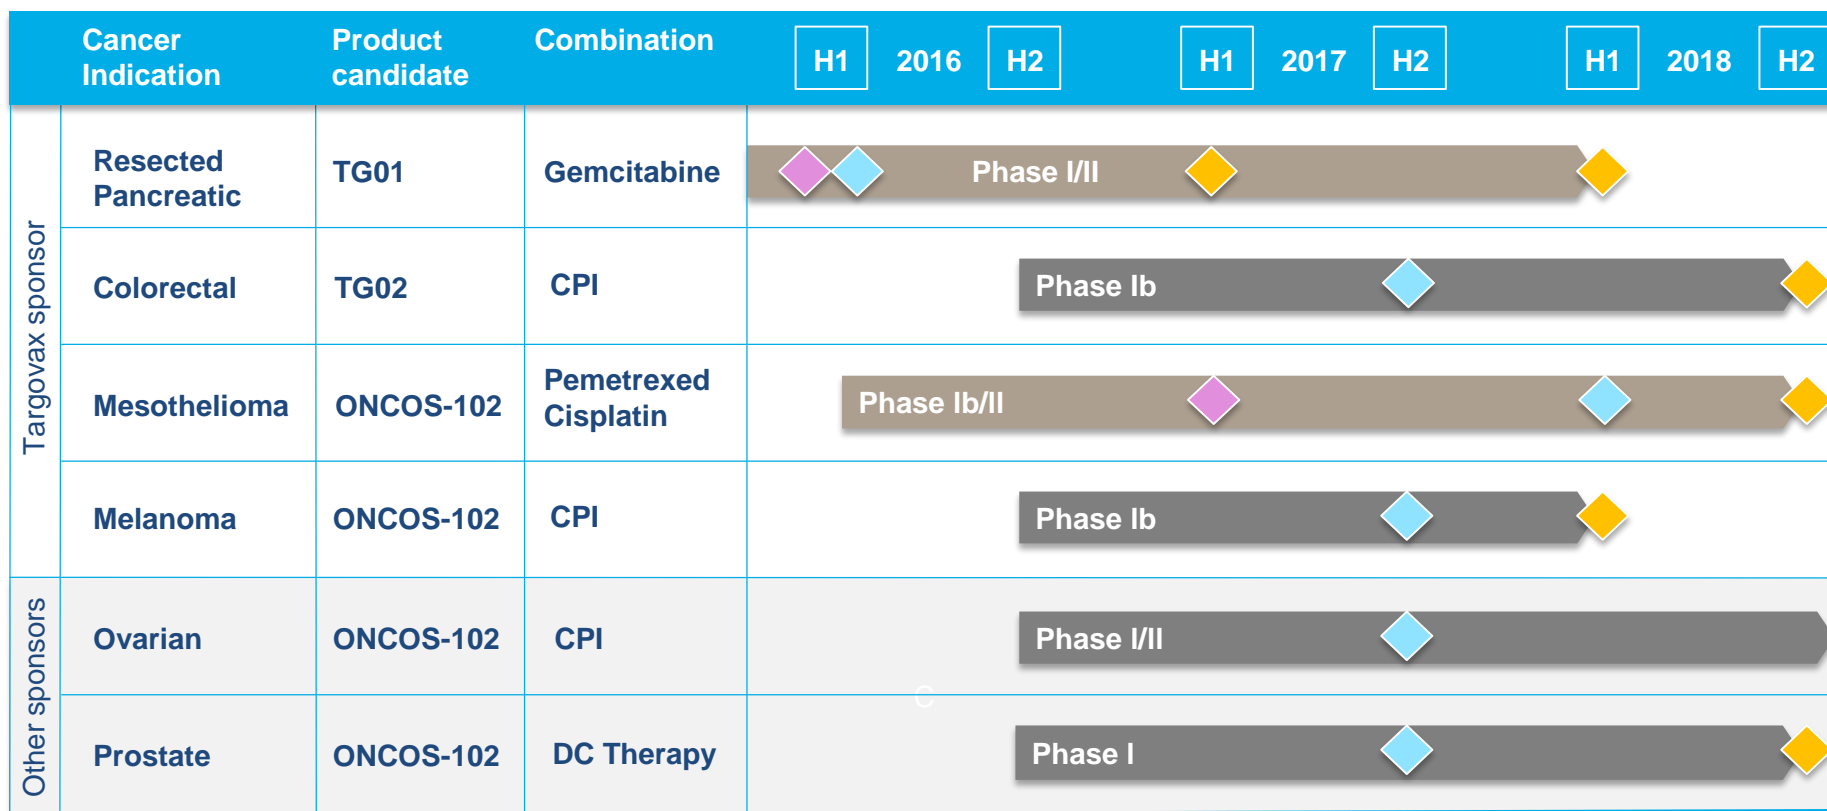 Cancer
Indication
Product
candidate
Combination
H1 2016 H2 H1 2017 H2 H1 2018 H2
Targovax sponsor
Resected
Pancreatic
TG01
Gemcitabine
Phase I/II
Colorectal
TG02
CPI
Phase Ib
Mesothelioma
ONCOS-102
Pemetrexed
Cisplatin
Phase Ib/II
Melanoma
ONCOS-102
CPI
Phase Ib
Other sponsors
Ovarian
ONCOS-102
CPI
Phase I/II
C
Prostate
ONCOS-102
DC Therapy
Phase I